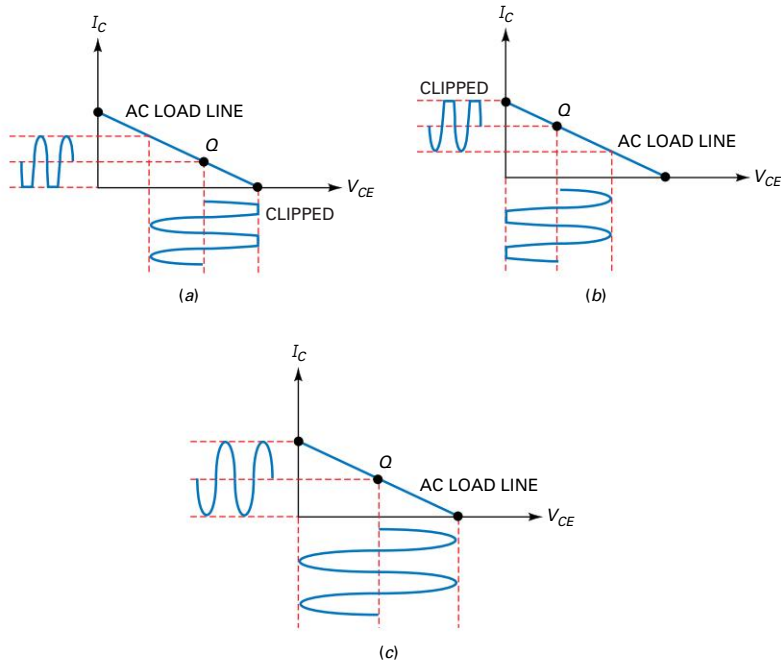 I_C
AC LOAD LINE
Q
V_CE
CLIPPED
(a)
I_C
CLIPPED
Q
AC LOAD LINE
V_CE
(b)
I_C
Q
AC LOAD LINE
V_CE
(c)